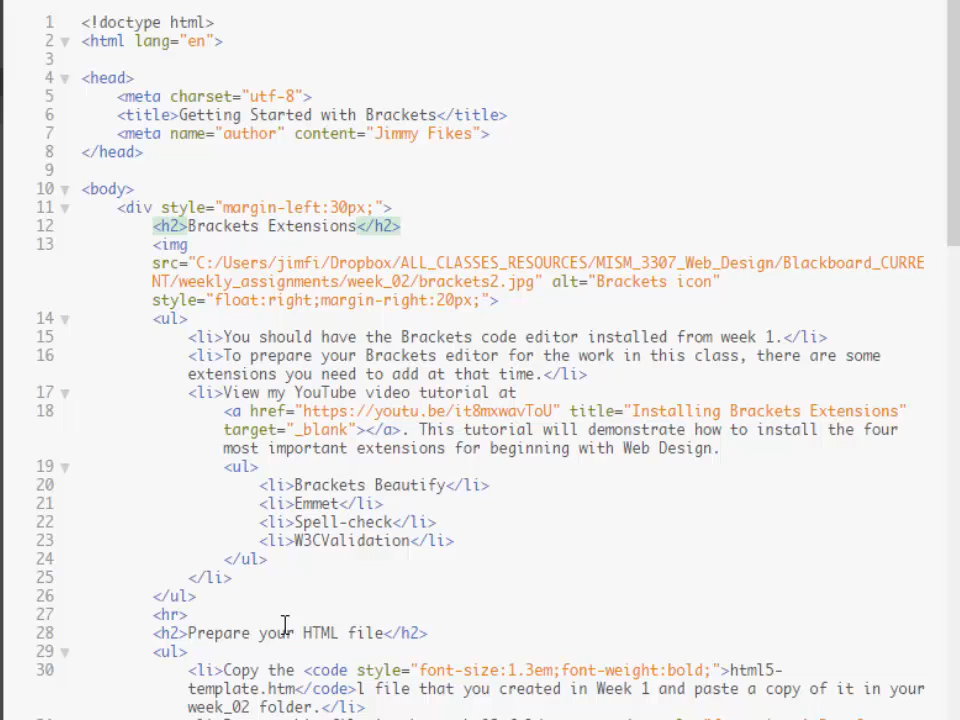 1 <!doctype html>
2 <html lang="en">
3
4 <head>
5 <meta charset="utf-8">
6 <title>Getting Started with Brackets</title>
7 <meta name="author" content="Jimmy Fikes">
8 </head>
9
10 <body>
11 <div style="margin-left:30px;">
12 <h2>Brackets Extensions</h2>
13 <img
src="C:/Users/jimfi/Dropbox/ALL_CLASSES_RESOURCES/MISM_3307_Web_Design/Blackboard_CURRE
NT/weekly_assignments/week_02/brackets2.jpg" alt="Brackets icon"
style="float:right;margin-right:20px;">
14 <ul>
15 <li>You should have the Brackets code editor installed from week 1.</li>
16 <li>To prepare your Brackets editor for the work in this class, there are some
extensions you need to add at that time.</li>
17 <li>View my YouTube video tutorial at
18 <a href="https://youtu.be/it8mxwavToU" title="Installing Brackets Extensions"
target="_blank"></a>. This tutorial will demonstrate how to install the four
most important extensions for beginning with Web Design.
19 <ul>
20 <li>Brackets Beautify</li>
21 <li>Emmet</li>
22 <li>Spell-check</li>
23 <li>W3CValidation</li>
24 </ul>
25 </li>
26 </ul>
27 <hr>
28 <h2>Prepare your HTML file</h2>
29 <ul>
30 <li>Copy the <code style="font-size:1.3em;font-weight:bold;">html5-
template.htm</code>l file that you created in Week 1 and paste a copy of it in your
week_02 folder.</li>